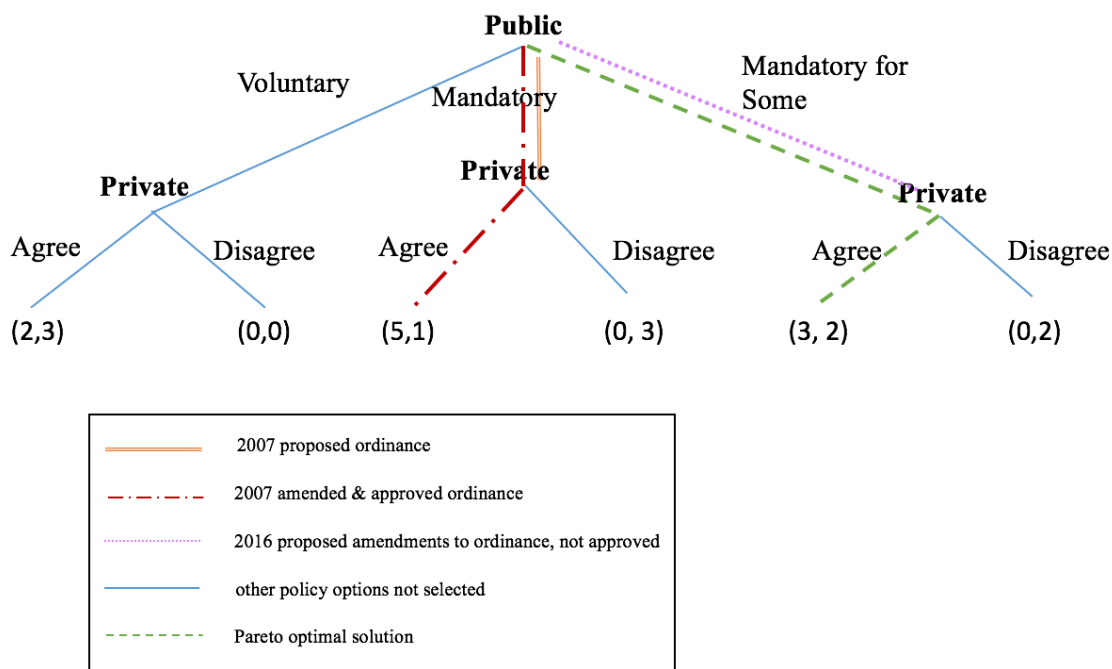 Public
Voluntary
Mandatory
Mandatory for
Some
Private
Private
Private
Agree
Disagree
Agree
Disagree
Agree
Disagree
(2,3)
(0,0)
(5,1)
(0, 3)
(3, 2)
(0,2)
2007 proposed ordinance
2007 amended & approved ordinance
2016 proposed amendments to ordinance, not approved
other policy options not selected
Pareto optimal solution